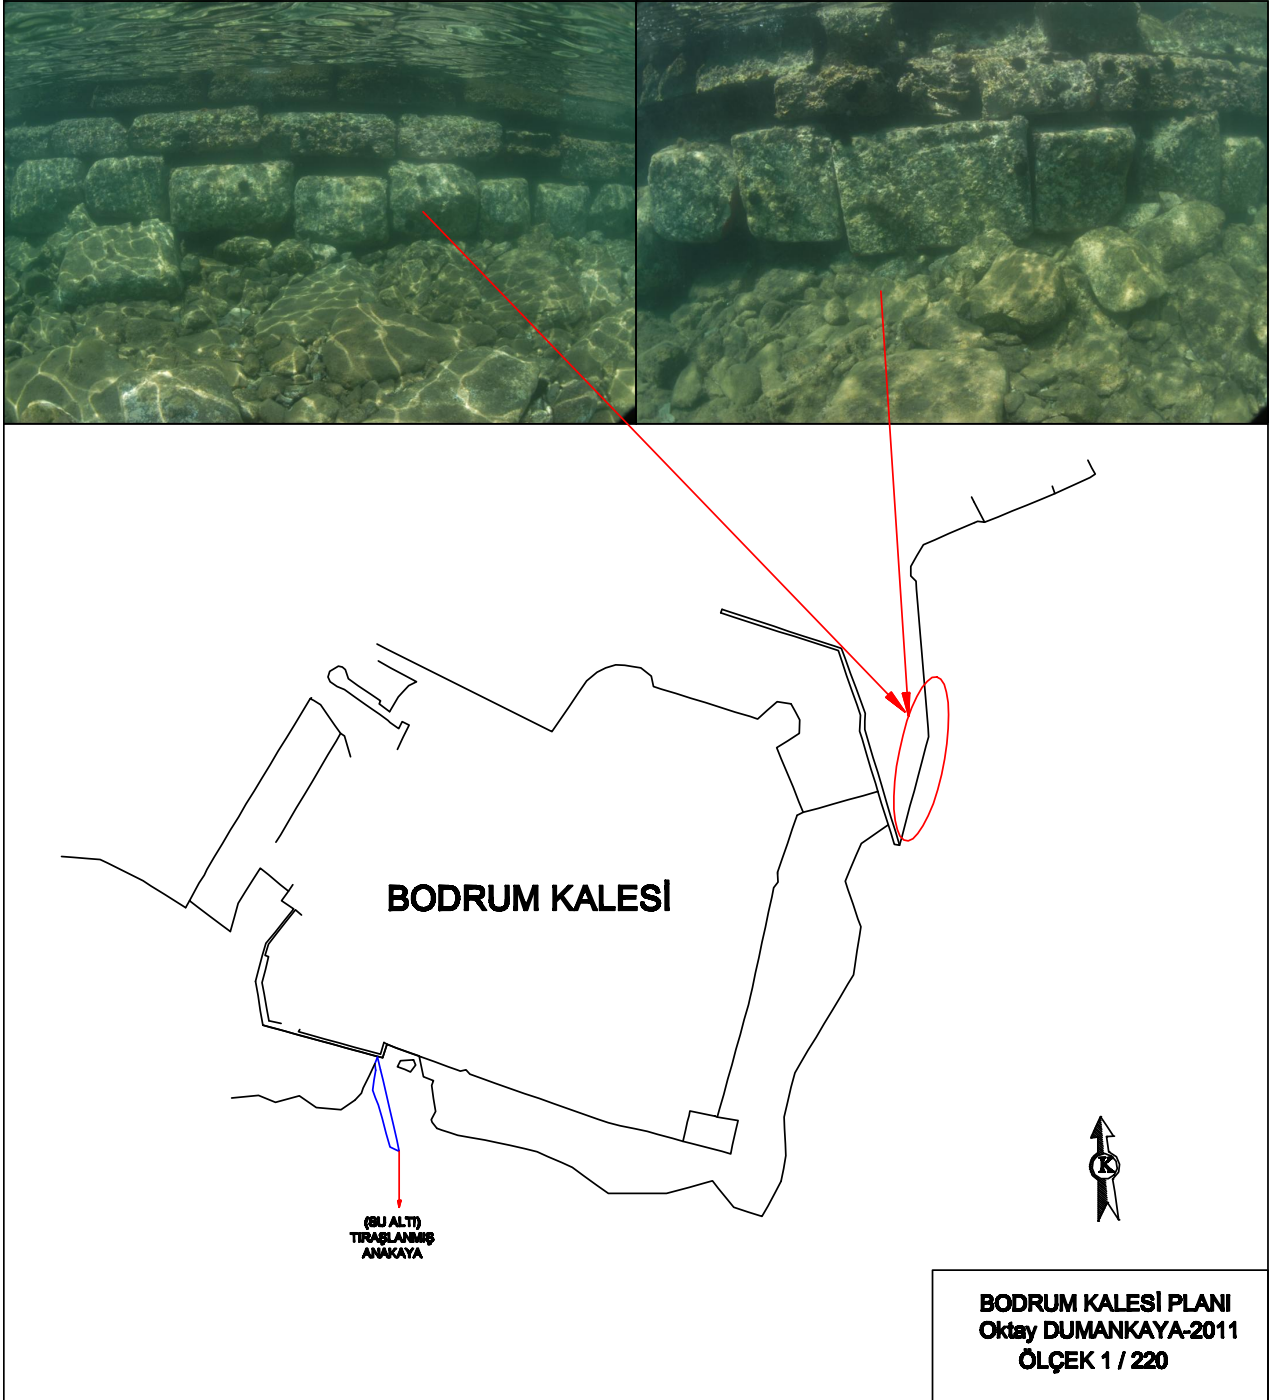 BODRUM KALESİ
K
(SU ALTI)
TIRAŞLANMIŞ
ANAKAYA
BODRUM KALESİ PLANI
Oktay DUMANKAYA-2011
ÖLÇEK 1 / 220